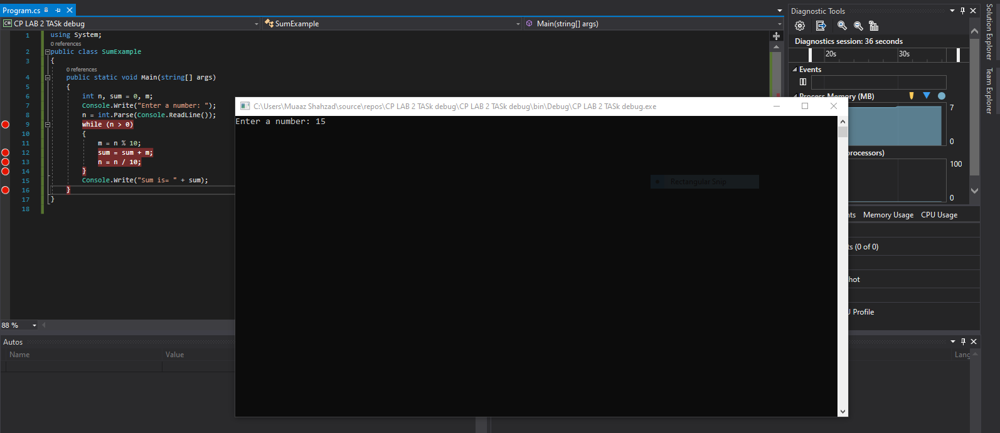 Program.cs
CP LAB 2 TASk debug
SumExample
Main(string[] args)
1 using System;
0 references
2 public class SumExample
3 {
0 references
4 public static void Main(string[] args)
5 {
6 int n, sum = 0, m;
7 Console.Write("Enter a number: ");
8 n = int.Parse(Console.ReadLine());
9 while (n > 0)
10 {
11 m = n % 10;
12 sum = sum + m;
13 n = n / 10;
14 }
15 Console.Write("Sum is= " + sum);
16 }
17 }
18
88 %
C:\Users\Muaaz Shahzad\source\repos\CP LAB 2 TASk debug\CP LAB 2 TASk debug\bin\Debug\CP LAB 2 TASk debug.exe
Enter a number: 15
Rectangular Snip
Diagnostic Tools
Diagnostics session: 36 seconds
20s 30s
Events
Process Memory (MB)
7
0
processors)
100
0
nts Memory Usage CPU Usage
ts (0 of 0)
hot
Profile
Solution Explorer
Team Explorer
Autos
Name Value
Lang